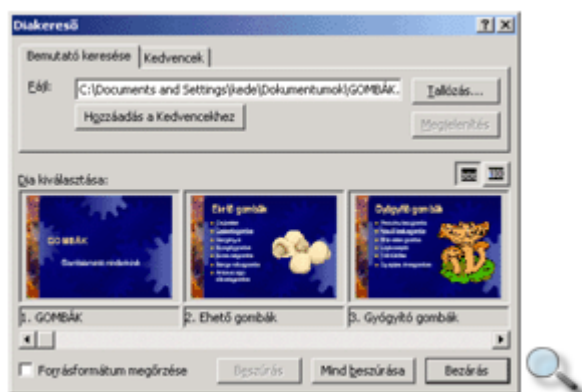 Diakereső
Bemutató keresése
Kedvencek
Fájl:
C:\Documents and Settings\kede\Dokumentumok\GOMBÁK.
Tallózás...
Hozzáadás a Kedvencekhez
Megjelenítés
Dia kiválasztása:
GOMBÁK
Ehető gombák
Gyógyító gombák
1. GOMBÁK
2. Ehető gombák
3. Gyógyító gombák
Forrásformátum megőrzése
Beszúrás
Mind beszúrása
Bezárás